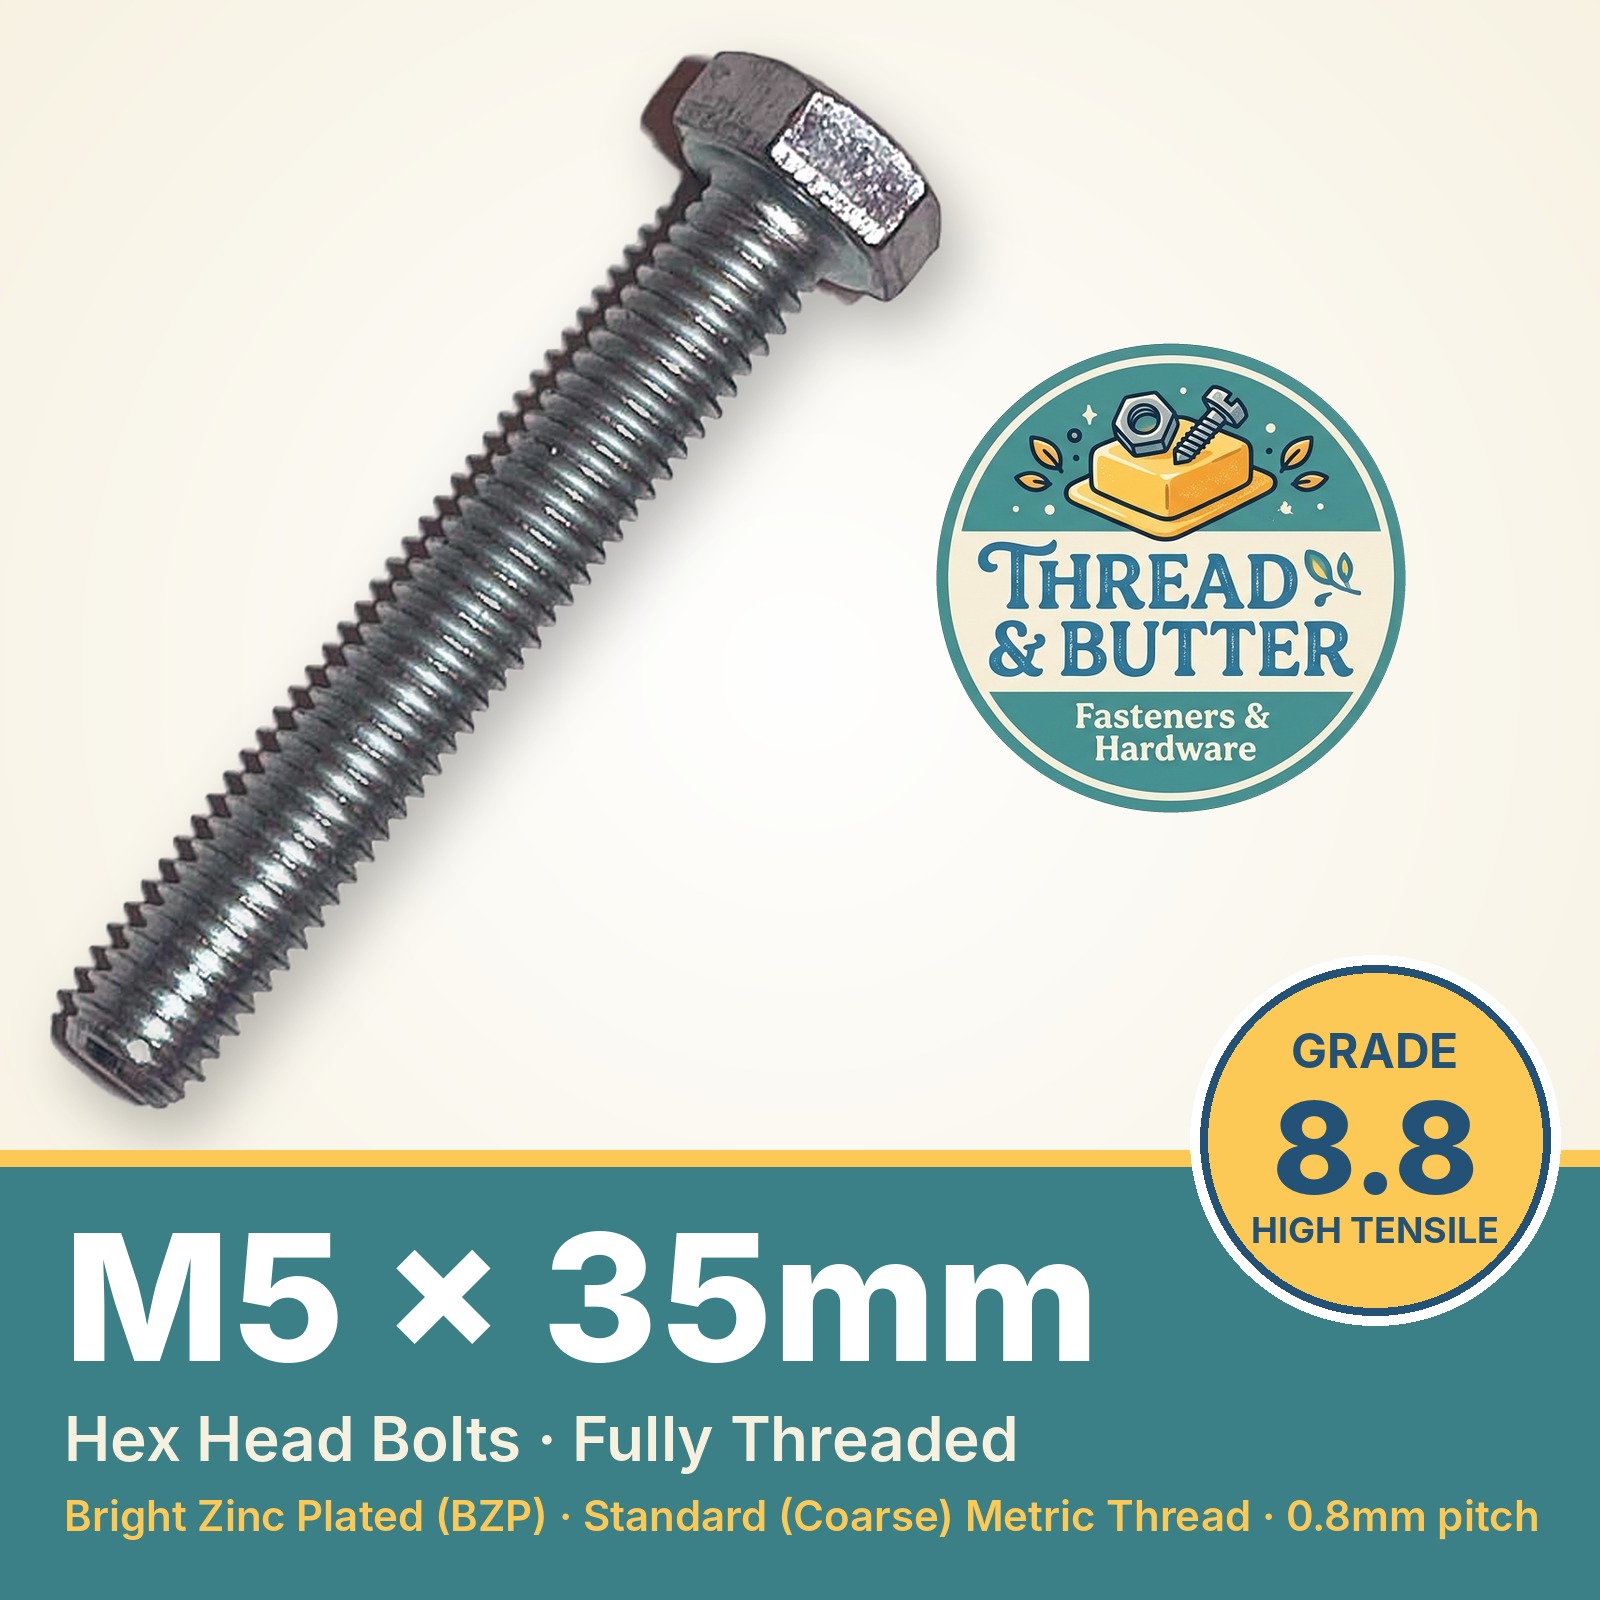 THREAD
& BUTTER
Fasteners &
Hardware
GRADE
8.8
HIGH TENSILE
M5 × 35mm
Hex Head Bolts · Fully Threaded
Bright Zinc Plated (BZP) · Standard (Coarse) Metric Thread · 0.8mm pitch